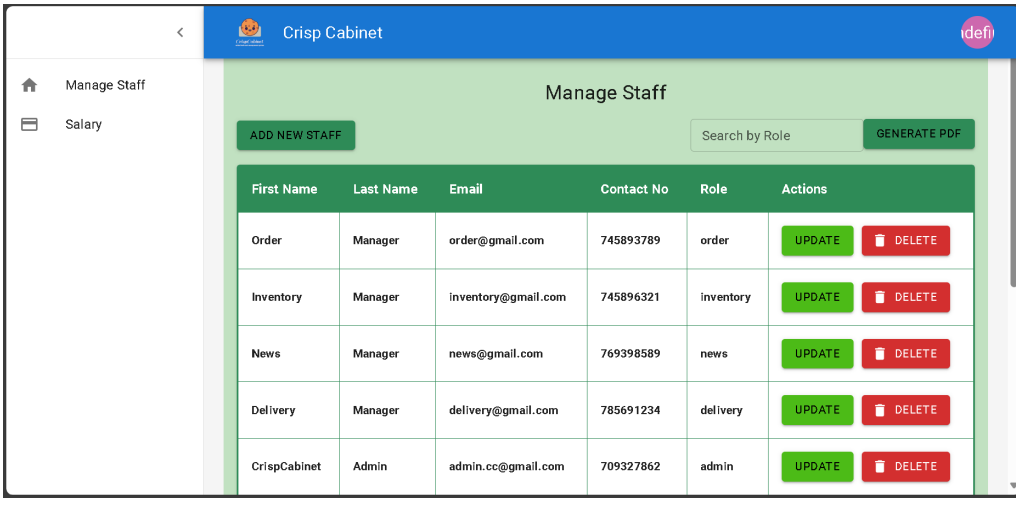 Crisp Cabinet
Manage Staff
Salary
Manage Staff
ADD NEW STAFF
Search by Role
GENERATE PDF
First Name Last Name Email Contact No Role Actions
Order Manager order@gmail.com 745893789 order UPDATE DELETE
Inventory Manager inventory@gmail.com 745896321 inventory UPDATE DELETE
News Manager news@gmail.com 769398589 news UPDATE DELETE
Delivery Manager delivery@gmail.com 785691234 delivery UPDATE DELETE
CrispCabinet Admin admin.cc@gmail.com 709327862 admin UPDATE DELETE